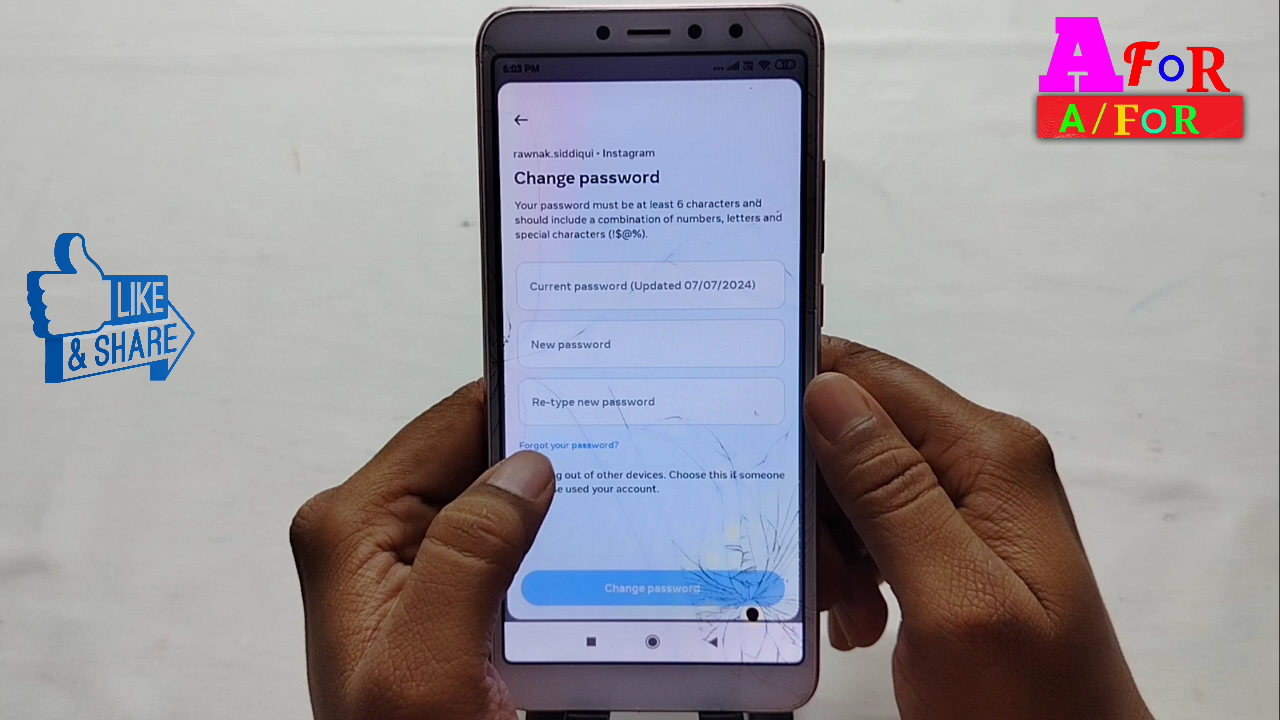 6:03 PM
rawnak.siddiqui • Instagram
Change password
Your password must be at least 6 characters and
should include a combination of numbers, letters and
special characters (!$@%).
Current password (Updated 07/07/2024)
New password
Re-type new password
Forgot your password?
out of other devices. Choose this if someone
used your account.
Change password
LIKE
& SHARE
A FoR
T
A/FoR